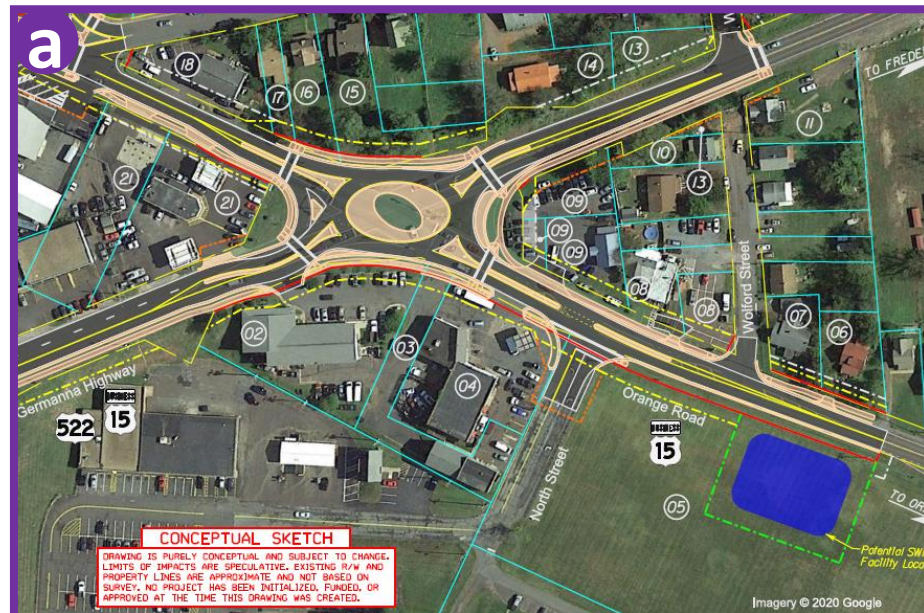 a
18
17
16
15
14
13
TO FREDE
11
10
13
21
21
09
09
09
08
08
Wolford Street
07
06
02
03
04
Germanna Highway
BUSINESS
522
15
Orange Road
BUSINESS
15
North Street
05
TO OR
CONCEPTUAL SKETCH
DRAWING IS PURELY CONCEPTUAL AND SUBJECT TO CHANGE.
LIMITS OF IMPACTS ARE SPECULATIVE. EXISTING R/W AND
PROPERTY LINES ARE APPROXIMATE AND NOT BASED ON
SURVEY. NO PROJECT HAS BEEN INITIALIZED, FUNDED, OR
APPROVED AT THE TIME THIS DRAWING WAS CREATED.
Potential SW
Facility Loca
Imagery © 2020 Google